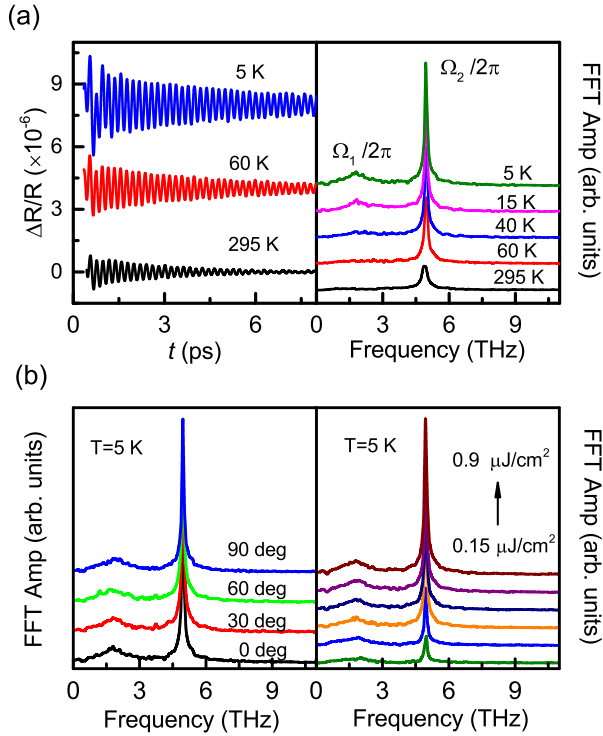 (a)
9
6
3
0
ΔR/R (×10⁻⁶)
5 K
60 K
295 K
0 3 6
t (ps)
Ω₂/2π
Ω₁/2π
5 K
15 K
40 K
60 K
295 K
0 3 6 9
Frequency (THz)
FFT Amp (arb. units)
(b)
FFT Amp (arb. units)
T=5 K
90 deg
60 deg
30 deg
0 deg
0 3 6 9
Frequency (THz)
T=5 K
0.9 μJ/cm²
0.15 μJ/cm²
0 3 6 9
Frequency (THz)
FFT Amp (arb. units)